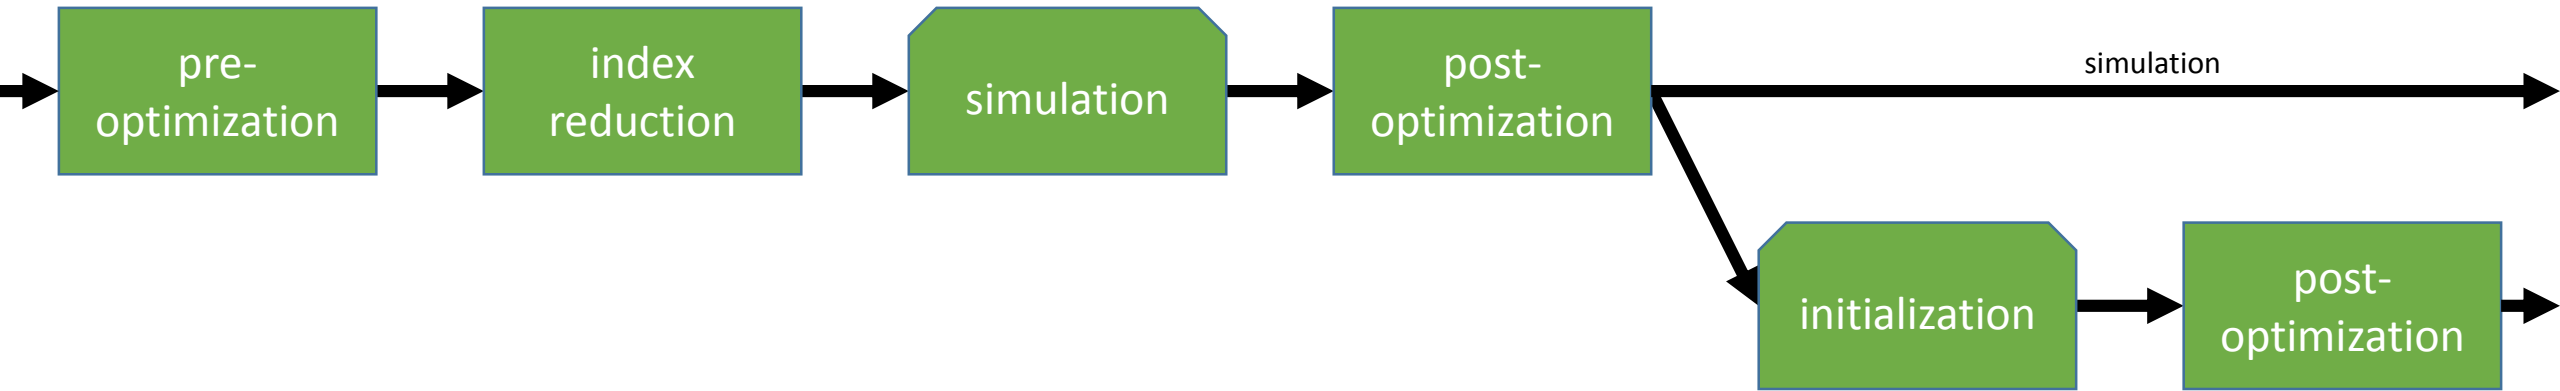 pre-
optimization
index
reduction
simulation
post-
optimization
simulation
initialization
post-
optimization